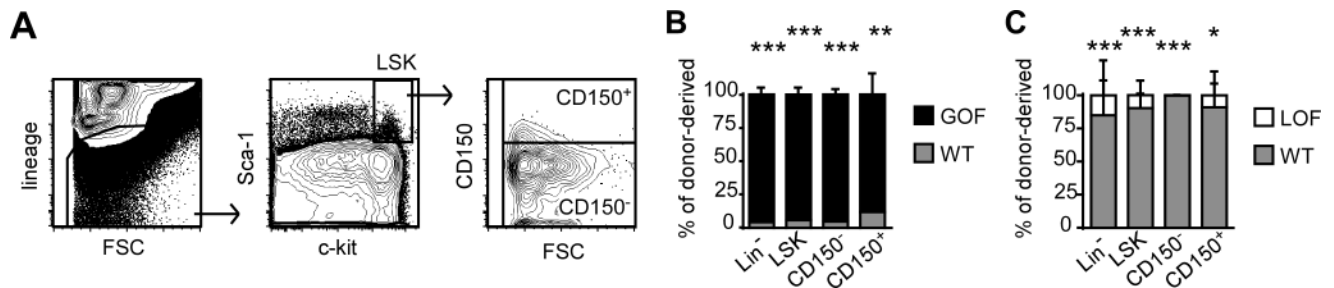 A
lineage
FSC
Sca-1
c-kit
LSK
CD150
CD150⁺
CD150⁻
FSC
B
*** *** *** **
% of donor-derived
100
75
50
25
0
Lin⁻ LSK CD150⁻ CD150⁺
GOF
WT
C
*** *** *** *
% of donor-derived
100
75
50
25
0
Lin⁻ LSK CD150⁻ CD150⁺
LOF
WT